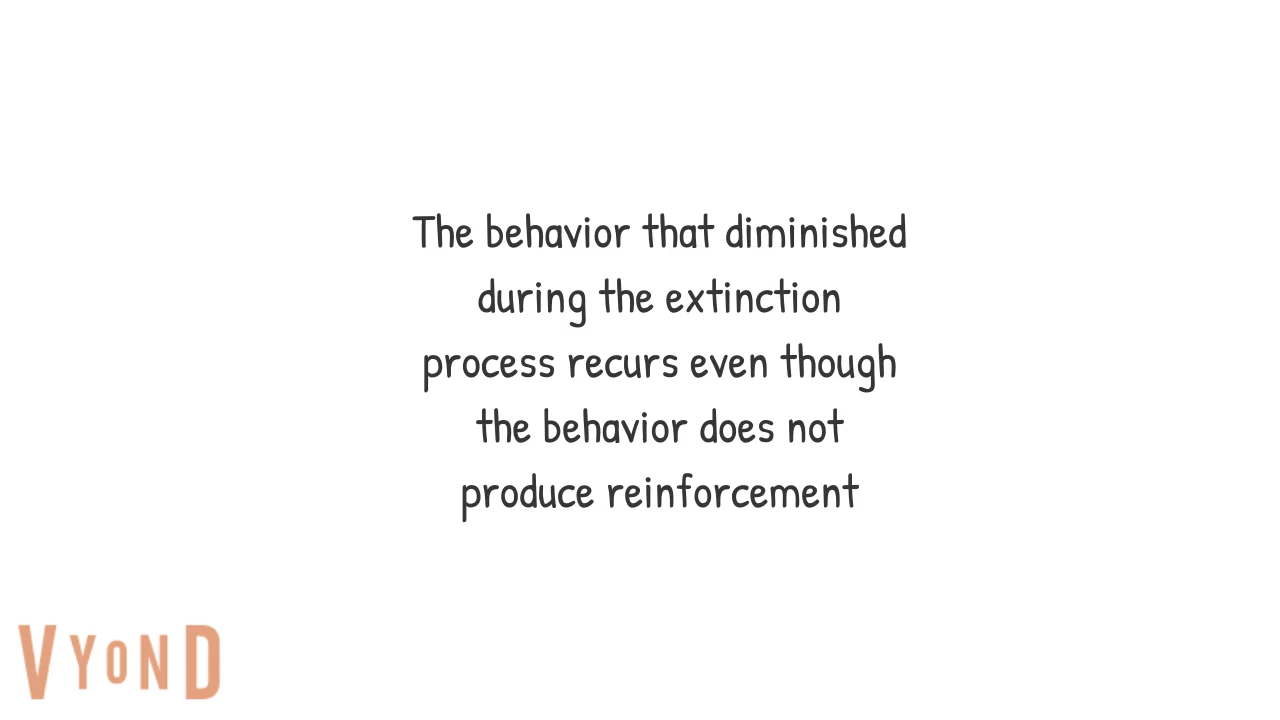 The behavior that diminished
during the extinction
process recurs even though
the behavior does not
produce reinforcement
VYOND